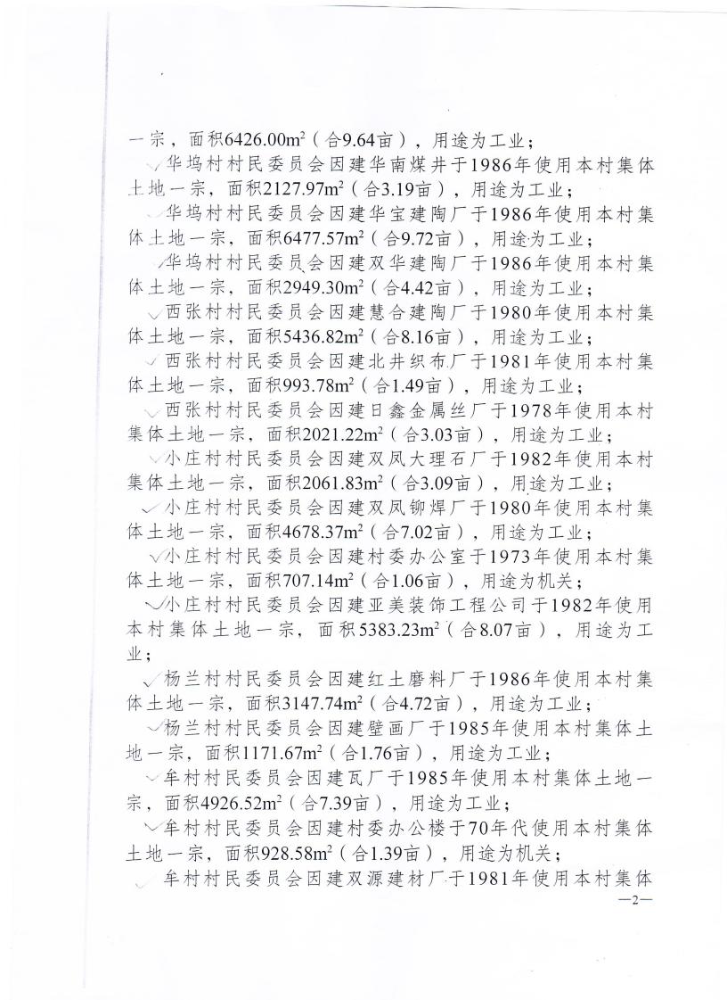 一宗，面积6426.00m²（合9.64亩），用途为工业；
华坞村村民委员会因建华南煤井于1986年使用本村集体
土地一宗，面积2127.97m²（合3.19亩），用途为工业；
华坞村村民委员会因建华宝建陶厂于1986年使用本村集
体土地一宗，面积6477.57m²（合9.72亩），用途为工业；
华坞村村民委员会因建双华建陶厂于1986年使用本村集
体土地一宗，面积2949.30m²（合4.42亩），用途为工业；
西张村村民委员会因建慧合建陶厂于1980年使用本村集
体土地一宗，面积5436.82m²（合8.16亩），用途为工业；
西张村村民委员会因建北井织布厂于1981年使用本村集
体土地一宗，面积993.78m²（合1.49亩），用途为工业；
西张村村民委员会因建日鑫金属丝厂于1978年使用本村
集体土地一宗，面积2021.22m²（合3.03亩），用途为工业；
小庄村村民委员会因建双凤大理石厂于1982年使用本村
集体土地一宗，面积2061.83m²（合3.09亩），用途为工业；
小庄村村民委员会因建双凤铆焊厂于1980年使用本村集
体土地一宗，面积4678.37m²（合7.02亩），用途为工业；
小庄村村民委员会因建村委办公室于1973年使用本村集
体土地一宗，面积707.14m²（合1.06亩），用途为机关；
小庄村村民委员会因建亚美装饰工程公司于1982年使用
本村集体土地一宗，面积5383.23m²（合8.07亩），用途为工
业；
杨兰村村民委员会因建红土磨料厂于1986年使用本村集
体土地一宗，面积3147.74m²（合4.72亩），用途为工业；
杨兰村村民委员会因建壁画厂于1985年使用本村集体土
地一宗，面积1171.67m²（合1.76亩），用途为工业；
牟村村民委员会因建瓦厂于1985年使用本村集体土地一
宗，面积4926.52m²（合7.39亩），用途为工业；
牟村村民委员会因建村委办公楼于70年代使用本村集体
土地一宗，面积928.58m²（合1.39亩），用途为机关；
牟村村民委员会因建双源建材厂于1981年使用本村集体
—2—